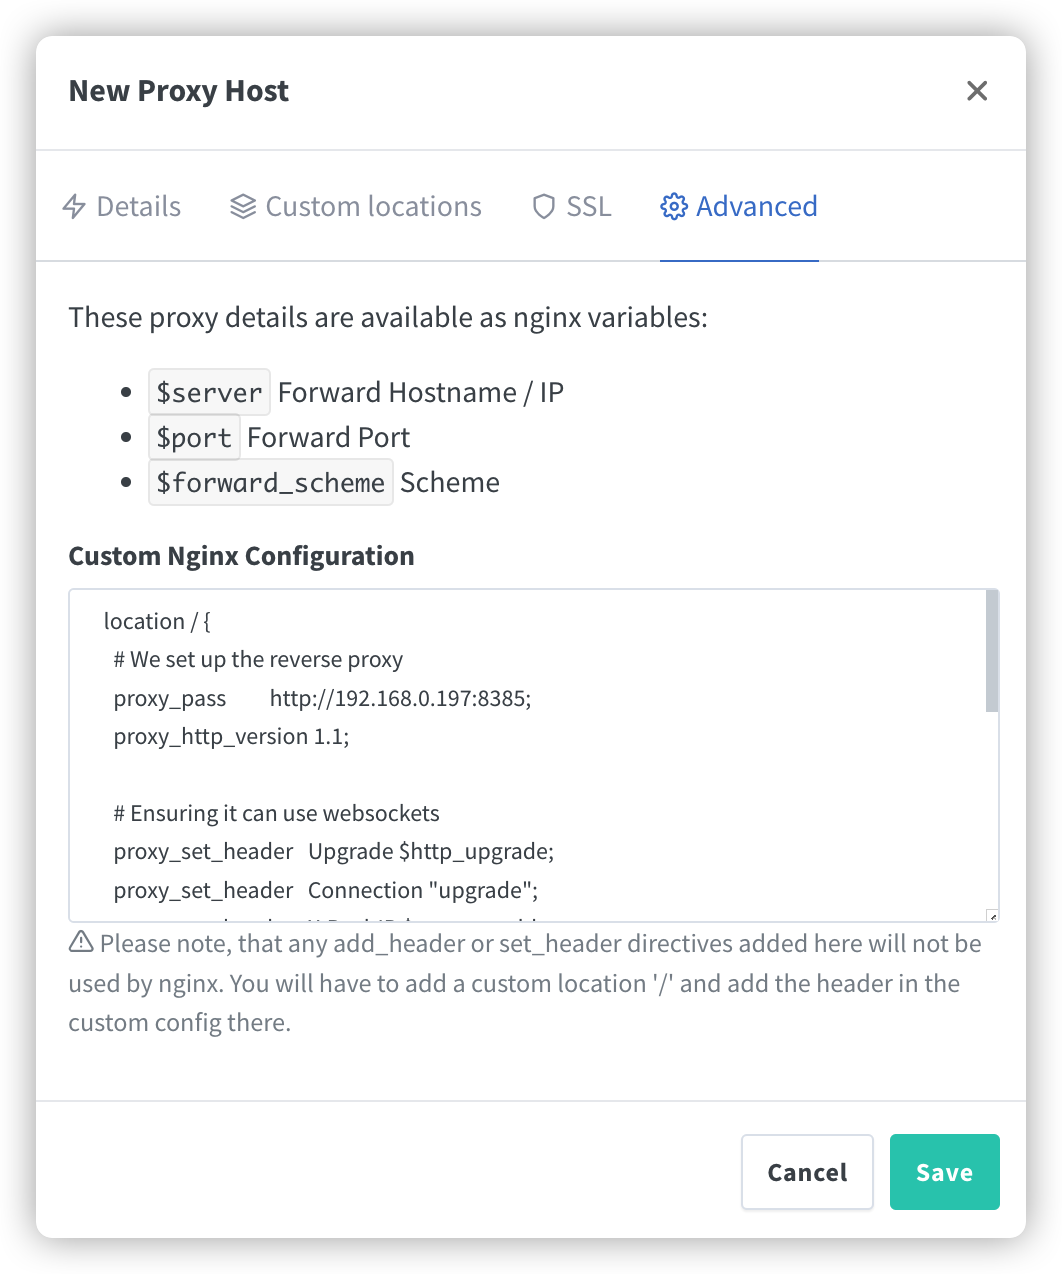 New Proxy Host
Details Custom locations SSL Advanced
These proxy details are available as nginx variables:
$server Forward Hostname / IP
$port Forward Port
$forward_scheme Scheme
Custom Nginx Configuration
location / {
# We set up the reverse proxy
proxy_pass http://192.168.0.197:8385;
proxy_http_version 1.1;
# Ensuring it can use websockets
proxy_set_header Upgrade $http_upgrade;
proxy_set_header Connection "upgrade";
Please note, that any add_header or set_header directives added here will not be
used by nginx. You will have to add a custom location '/' and add the header in the
custom config there.
Cancel Save